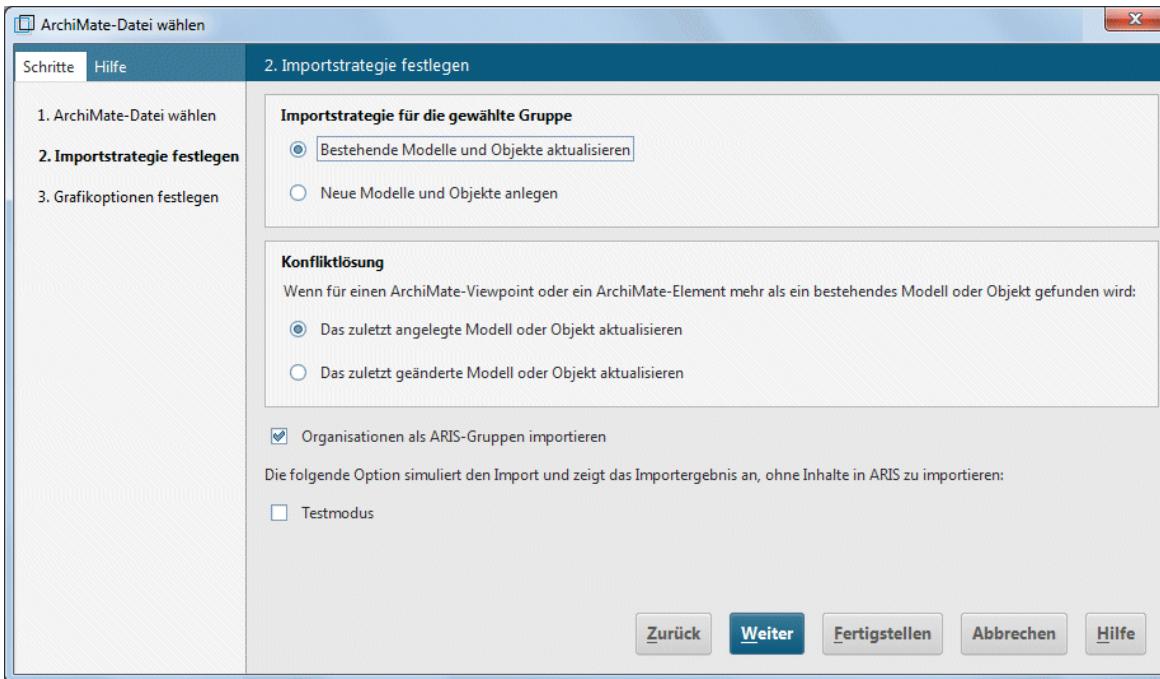 ArchiMate-Datei wählen
Schritte
Hilfe
1. ArchiMate-Datei wählen
2. Importstrategie festlegen
3. Grafikoptionen festlegen
2. Importstrategie festlegen
Importstrategie für die gewählte Gruppe
Bestehende Modelle und Objekte aktualisieren
Neue Modelle und Objekte anlegen
Konfliktlösung
Wenn für einen ArchiMate-Viewpoint oder ein ArchiMate-Element mehr als ein bestehendes Modell oder Objekt gefunden wird:
Das zuletzt angelegte Modell oder Objekt aktualisieren
Das zuletzt geänderte Modell oder Objekt aktualisieren
Organisationen als ARIS-Gruppen importieren
Die folgende Option simuliert den Import und zeigt das Importergebnis an, ohne Inhalte in ARIS zu importieren:
Testmodus
Zurück
Weiter
Fertigstellen
Abbrechen
Hilfe